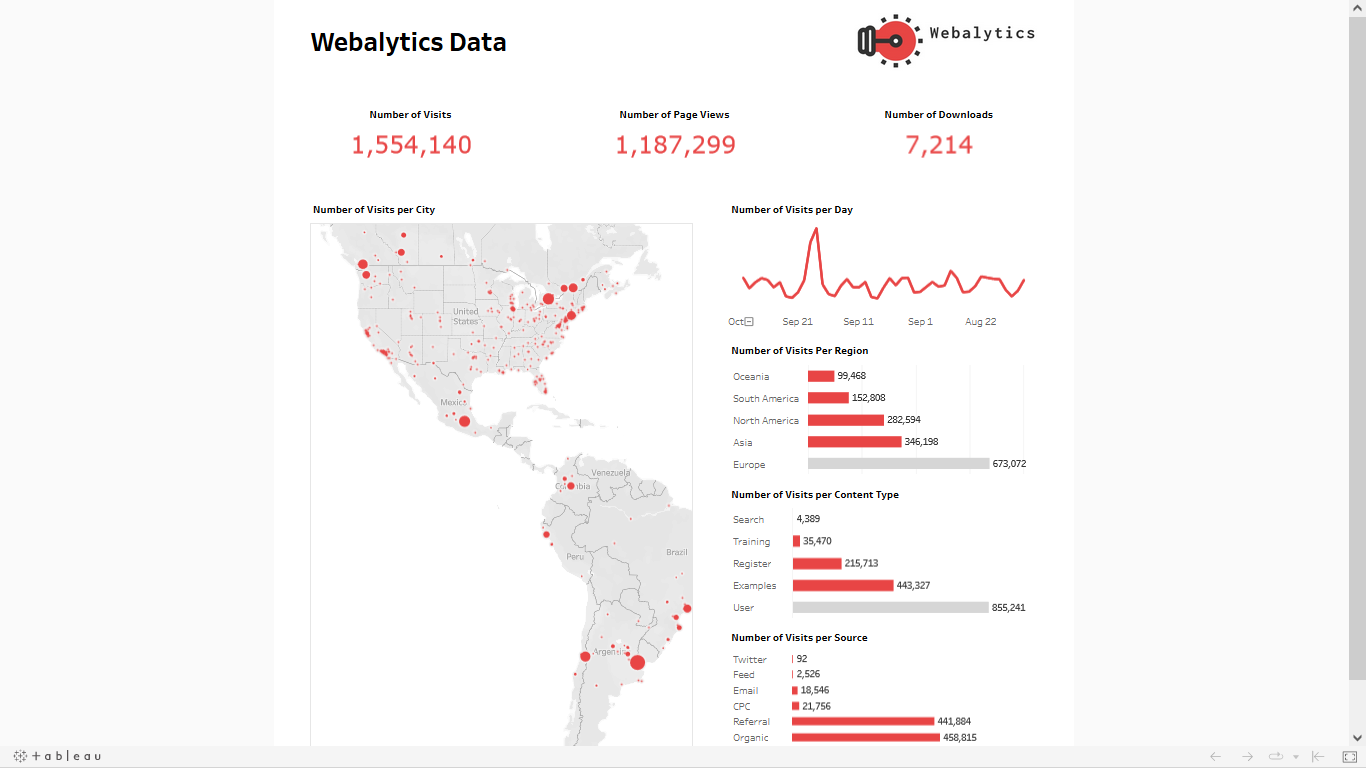 Webalytics Data
Webalytics
Number of Visits
1,554,140
Number of Page Views
1,187,299
Number of Downloads
7,214
Number of Visits per City
United
States
Mexico
Venezuela
Peru
Brazil
Number of Visits per Day
Oct
Sep 21
Sep 11
Sep 1
Aug 22
Number of Visits Per Region
Oceania 99,468
South America 152,808
North America 282,594
Asia 346,198
Europe 673,072
Number of Visits per Content Type
Search 4,389
Training 35,470
Register 215,713
Examples 443,327
User 855,241
Number of Visits per Source
Twitter 92
Feed 2,526
Email 18,546
CPC 21,756
Referral 441,884
Organic 458,815
+ableau